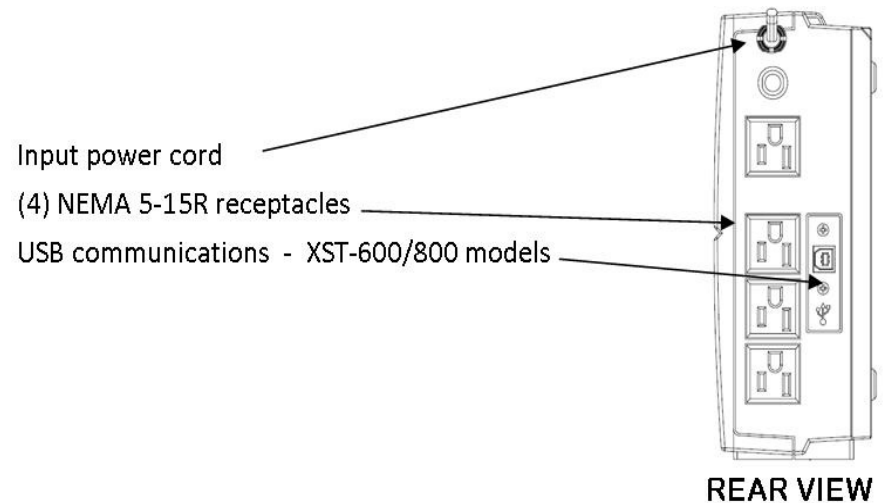 Input power cord
(4) NEMA 5-15R receptacles
USB communications - XST-600/800 models
REAR VIEW